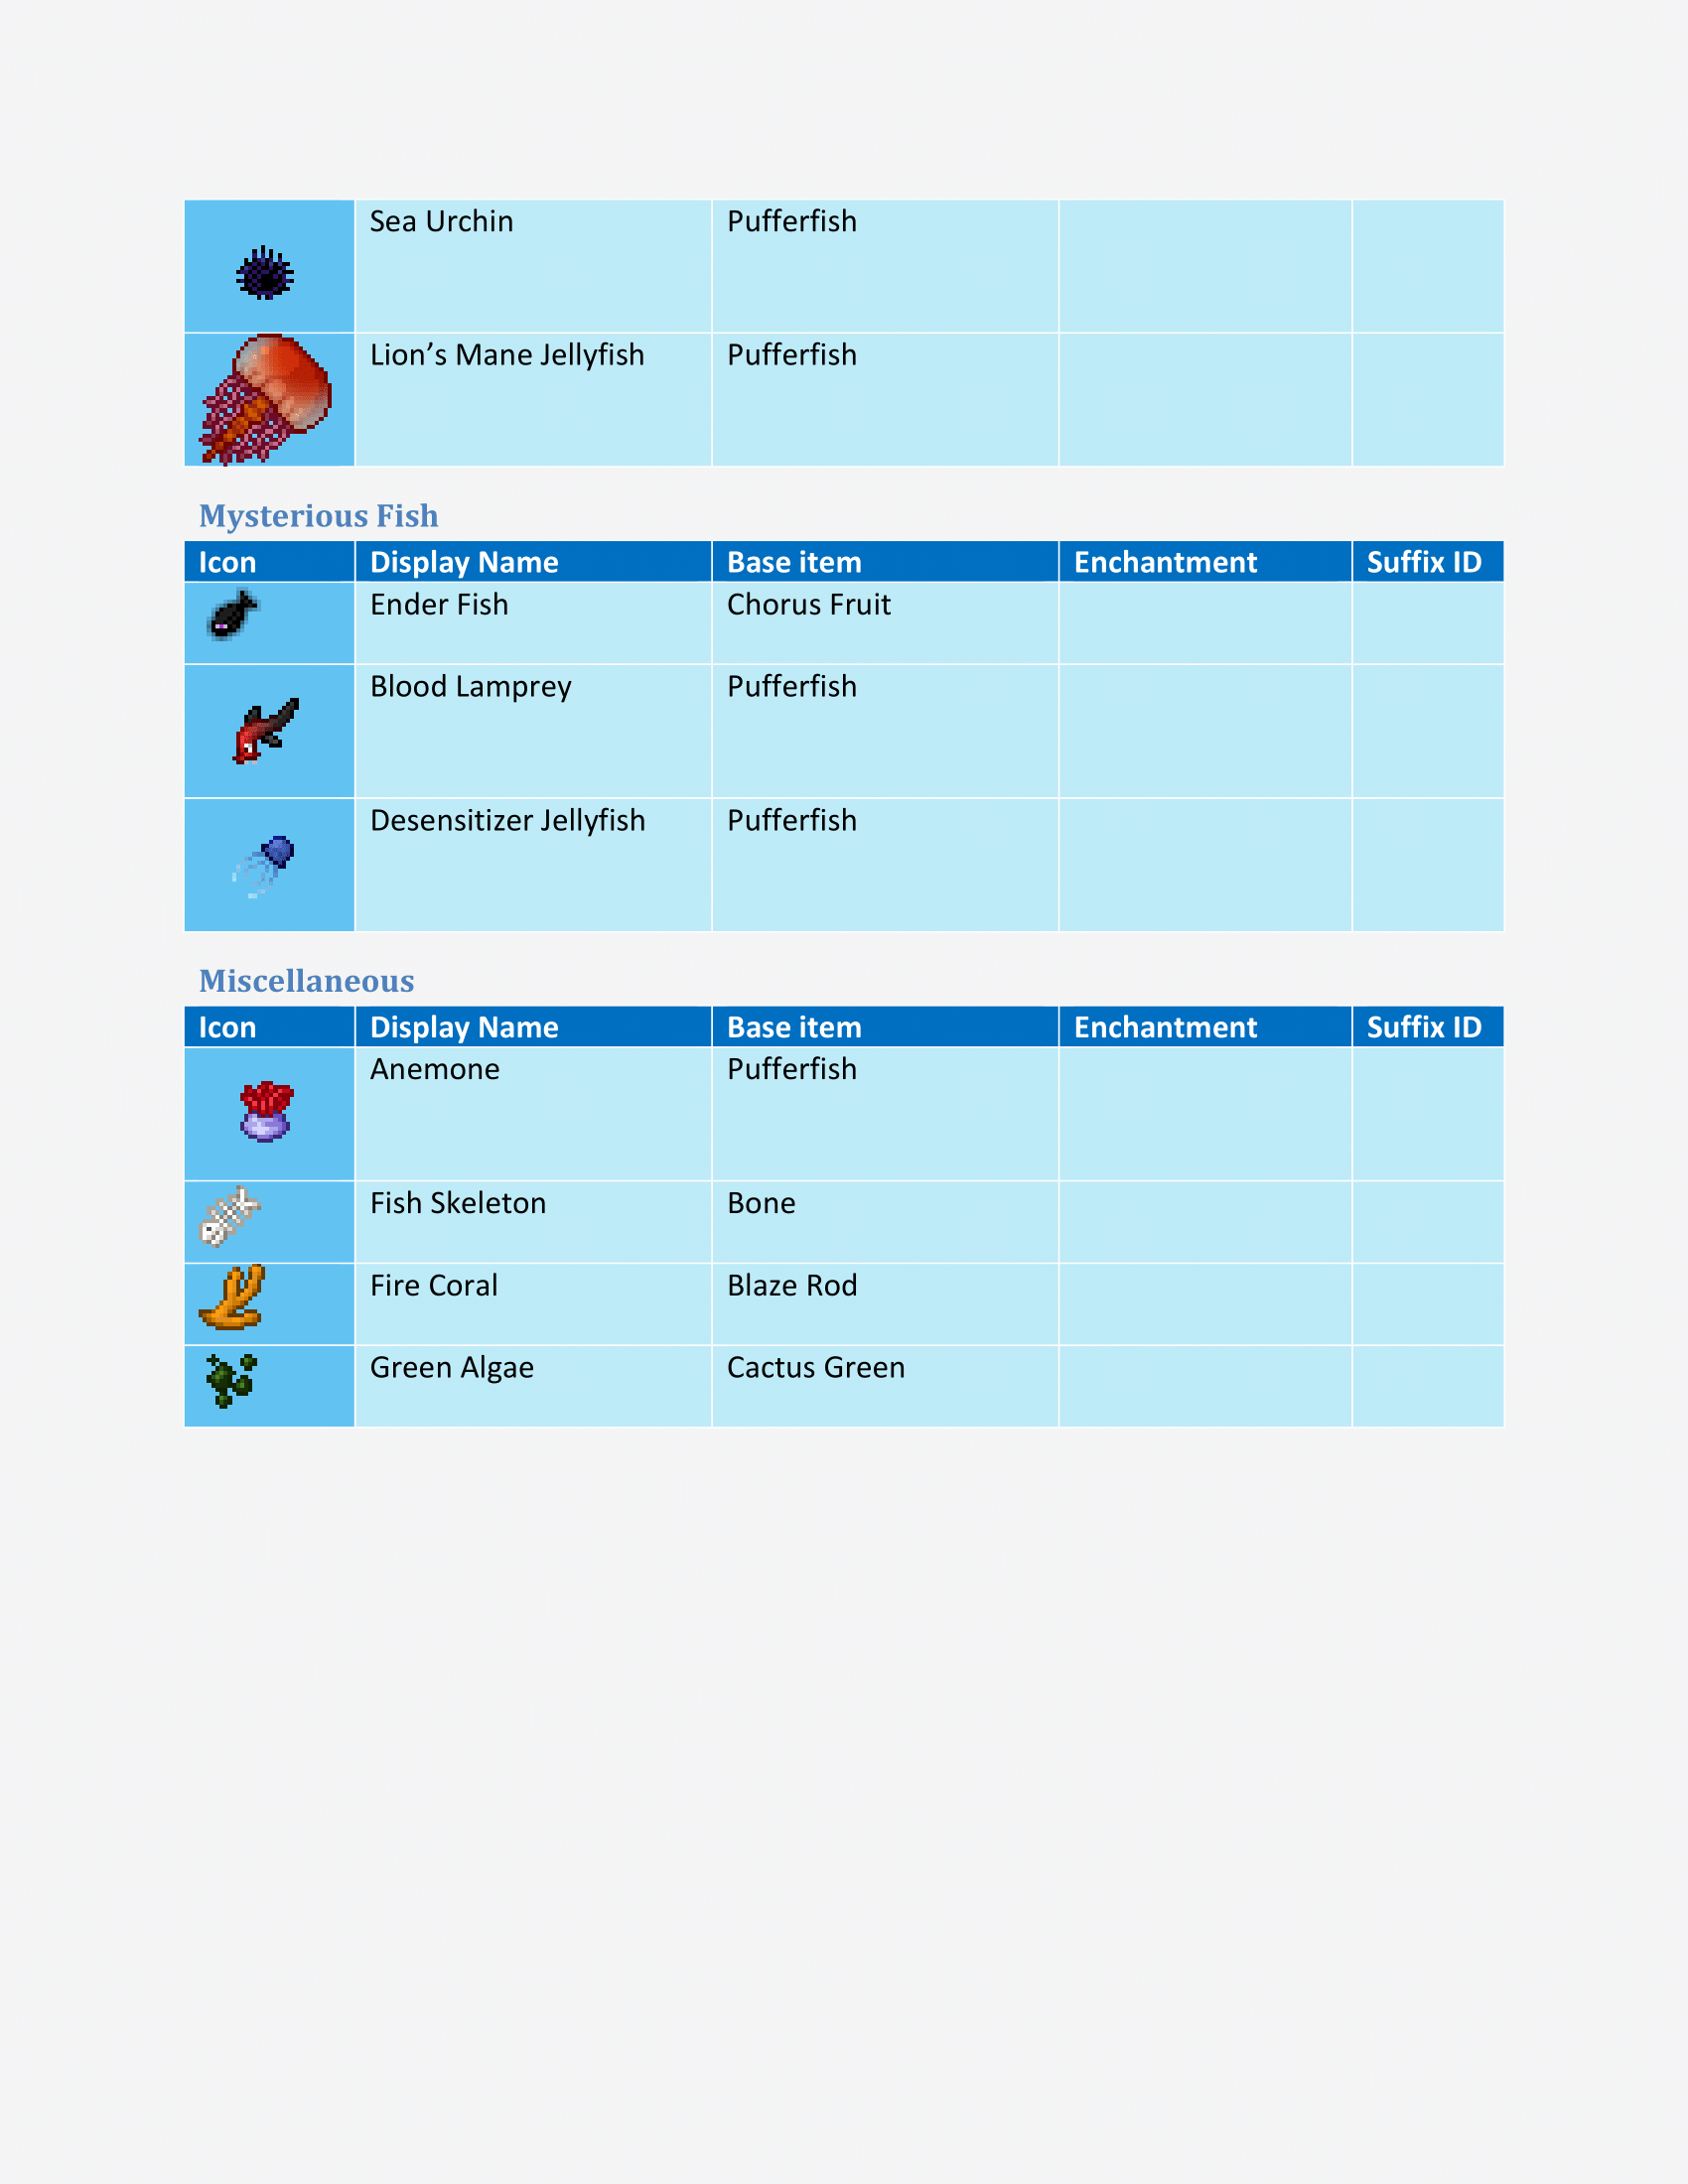 Sea Urchin Pufferfish
Lion’s Mane Jellyfish Pufferfish
Mysterious Fish
Icon Display Name Base item Enchantment Suffix ID
Ender Fish Chorus Fruit
Blood Lamprey Pufferfish
Desensitizer Jellyfish Pufferfish
Miscellaneous
Icon Display Name Base item Enchantment Suffix ID
Anemone Pufferfish
Fish Skeleton Bone
Fire Coral Blaze Rod
Green Algae Cactus Green